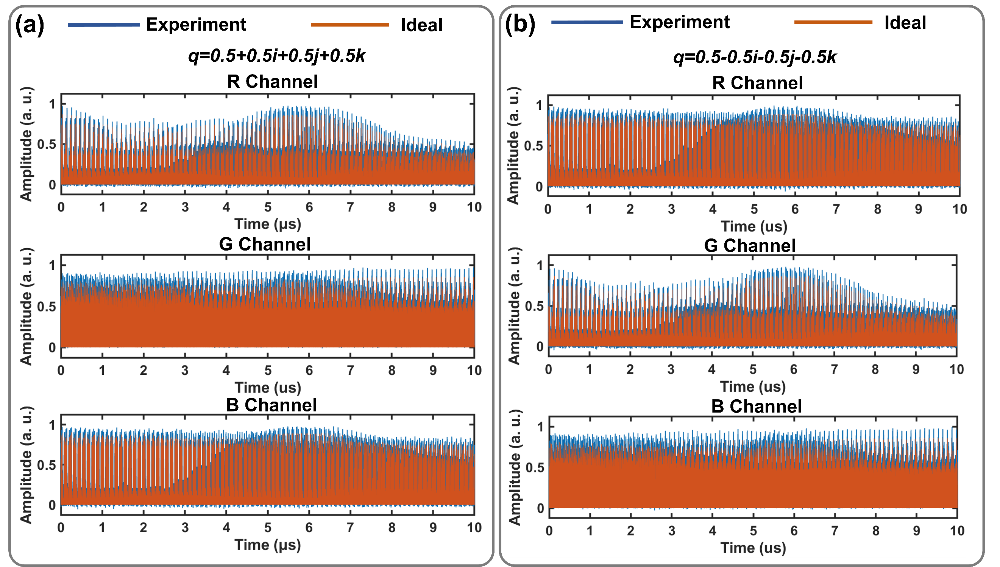 (a) Experiment Ideal
q=0.5+0.5i+0.5j+0.5k
R Channel
Amplitude (a. u.)
1
0.5
0
0 1 2 3 4 5 6 7 8 9 10
Time (µs)
G Channel
Amplitude (a. u.)
1
0.5
0
0 1 2 3 4 5 6 7 8 9 10
Time (us)
B Channel
Amplitude (a. u.)
1
0.5
0
0 1 2 3 4 5 6 7 8 9 10
Time (µs)
(b) Experiment Ideal
q=0.5-0.5i-0.5j-0.5k
R Channel
Amplitude (a. u.)
1
0.5
0
0 1 2 3 4 5 6 7 8 9 10
Time (us)
G Channel
Amplitude (a. u.)
1
0.5
0
0 1 2 3 4 5 6 7 8 9 10
Time (us)
B Channel
Amplitude (a. u.)
1
0.5
0
0 1 2 3 4 5 6 7 8 9 10
Time (us)